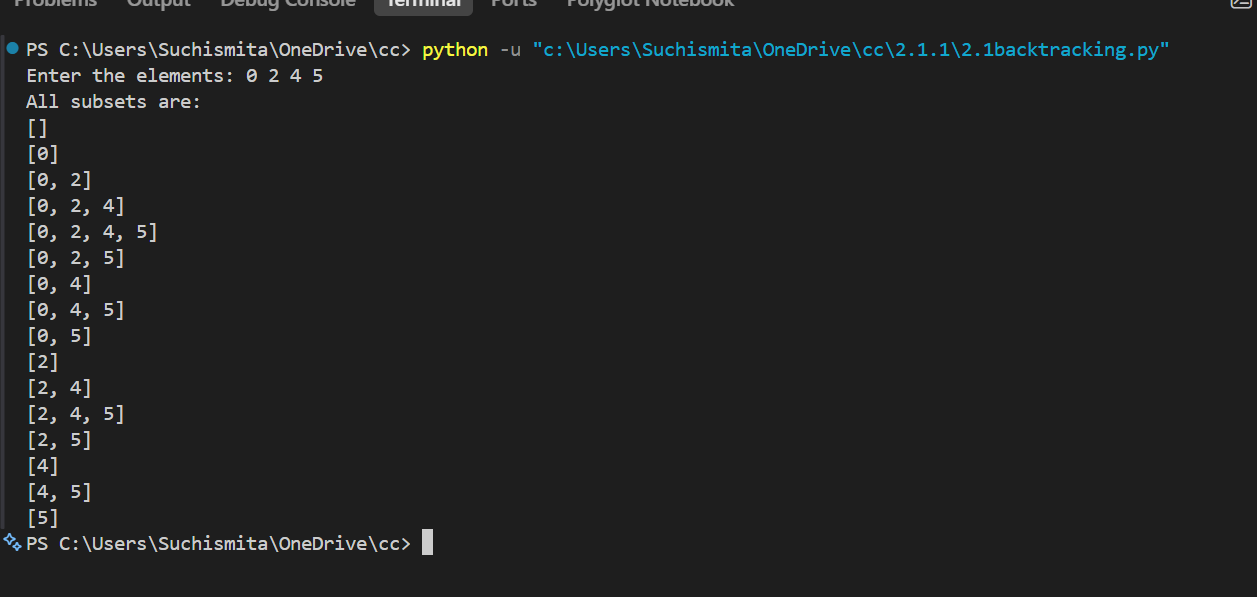 Problems Output Debug Console Terminal Ports Polyglot Notebook
PS C:\Users\Suchismita\OneDrive\cc> python -u "c:\Users\Suchismita\OneDrive\cc\2.1.1\2.1backtracking.py"
Enter the elements: 0 2 4 5
All subsets are:
[]
[0]
[0, 2]
[0, 2, 4]
[0, 2, 4, 5]
[0, 2, 5]
[0, 4]
[0, 4, 5]
[0, 5]
[2]
[2, 4]
[2, 4, 5]
[2, 5]
[4]
[4, 5]
[5]
PS C:\Users\Suchismita\OneDrive\cc>